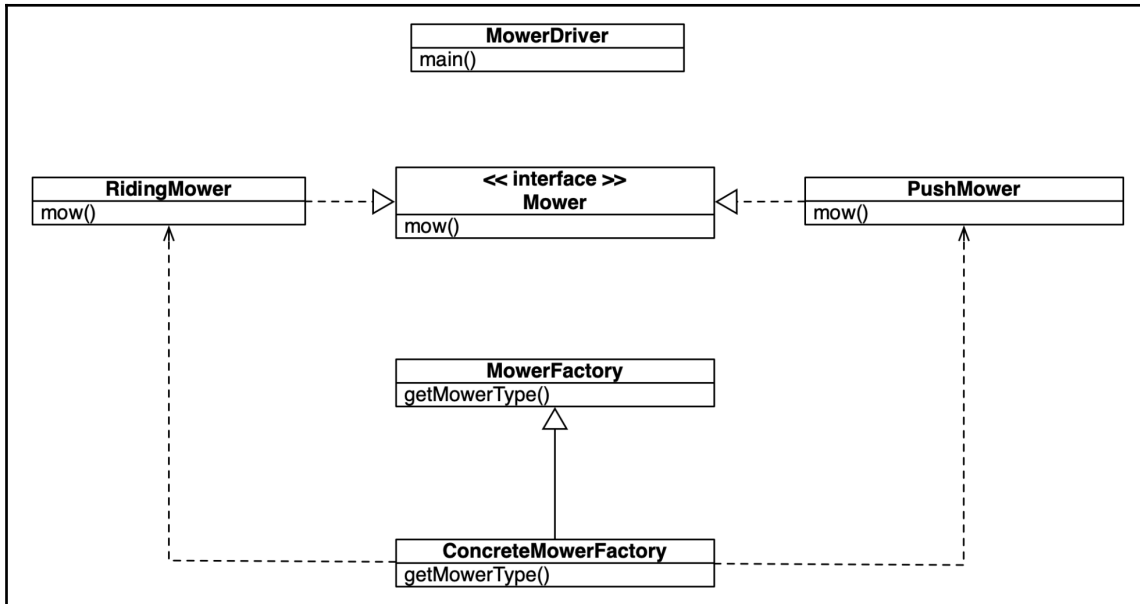 MowerDriver
main()
RidingMower
mow()
<< interface >>
Mower
mow()
PushMower
mow()
MowerFactory
getMowerType()
ConcreteMowerFactory
getMowerType()